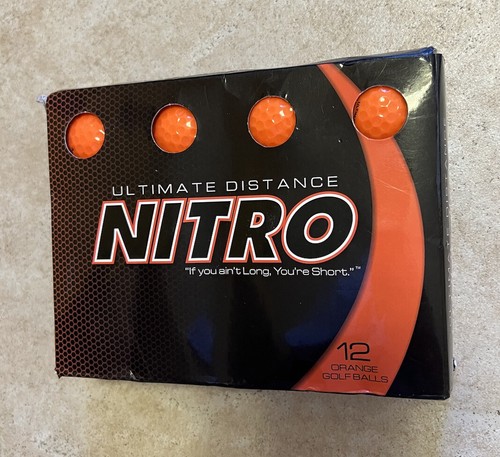 ULTIMATE DISTANCE
NITRO
"If you ain't Long, You're Short."™
12
ORANGE
GOLF BALLS